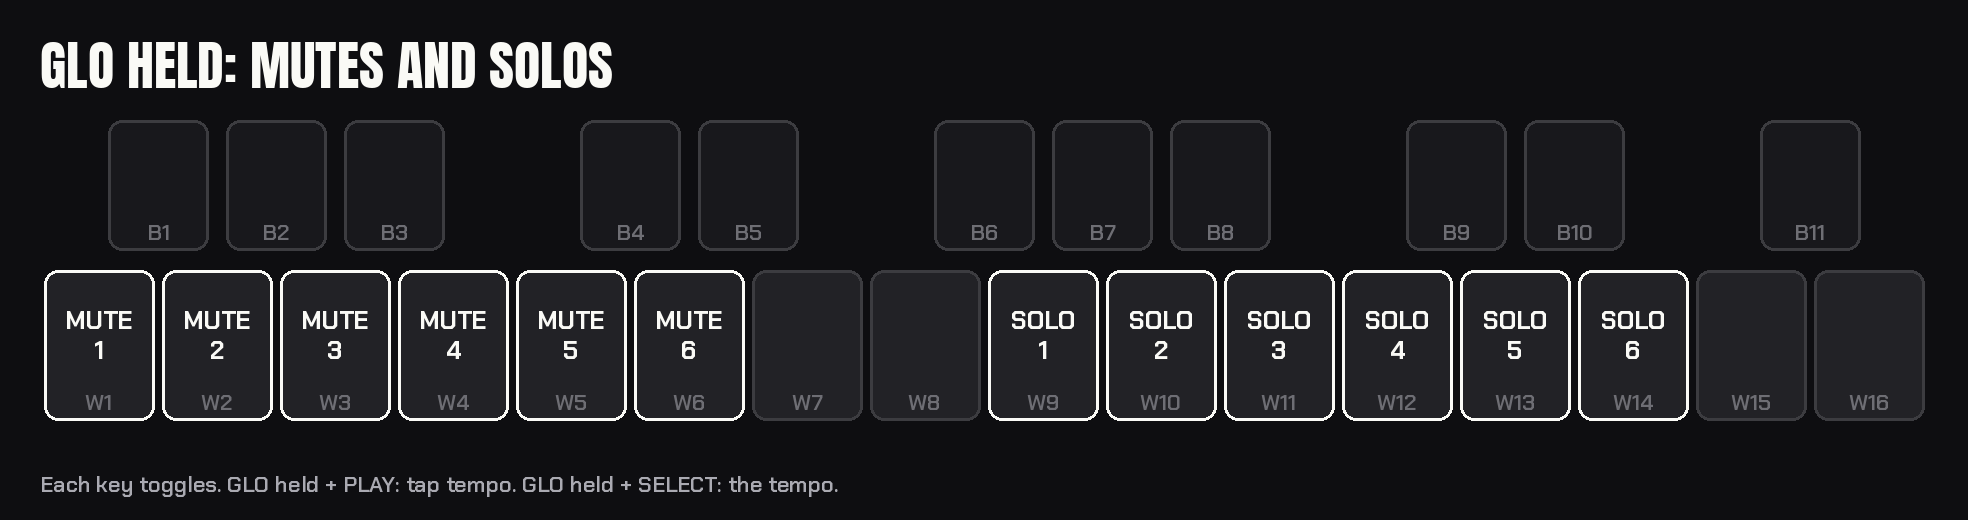 GLO HELD: MUTES AND SOLOS
B1 B2 B3 B4 B5 B6 B7 B8 B9 B10 B11
MUTE MUTE MUTE MUTE MUTE MUTE SOLO SOLO SOLO SOLO SOLO SOLO
1 2 3 4 5 6 1 2 3 4 5 6
W1 W2 W3 W4 W5 W6 W7 W8 W9 W10 W11 W12 W13 W14 W15 W16
Each key toggles. GLO held + PLAY: tap tempo. GLO held + SELECT: the tempo.